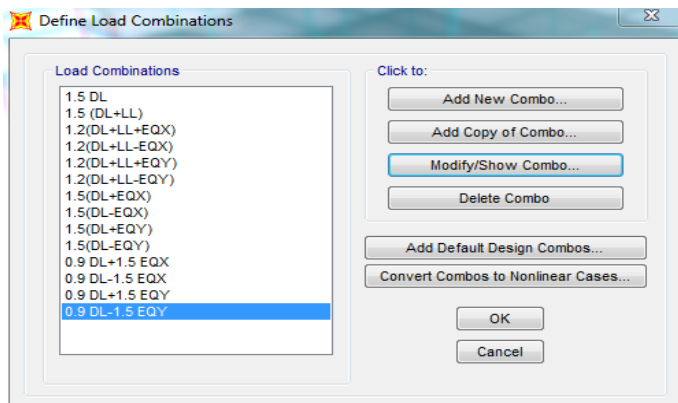 Define Load Combinations
Load Combinations
1.5 DL
1.5 (DL+LL)
1.2(DL+LL+EQX)
1.2(DL+LL-EQX)
1.2(DL+LL+EQY)
1.2(DL+LL-EQY)
1.5(DL+EQX)
1.5(DL-EQX)
1.5(DL+EQY)
1.5(DL-EQY)
0.9 DL+1.5 EQX
0.9 DL-1.5 EQX
0.9 DL+1.5 EQY
0.9 DL-1.5 EQY
Click to:
Add New Combo...
Add Copy of Combo...
Modify/Show Combo...
Delete Combo
Add Default Design Combos...
Convert Combos to Nonlinear Cases...
OK
Cancel